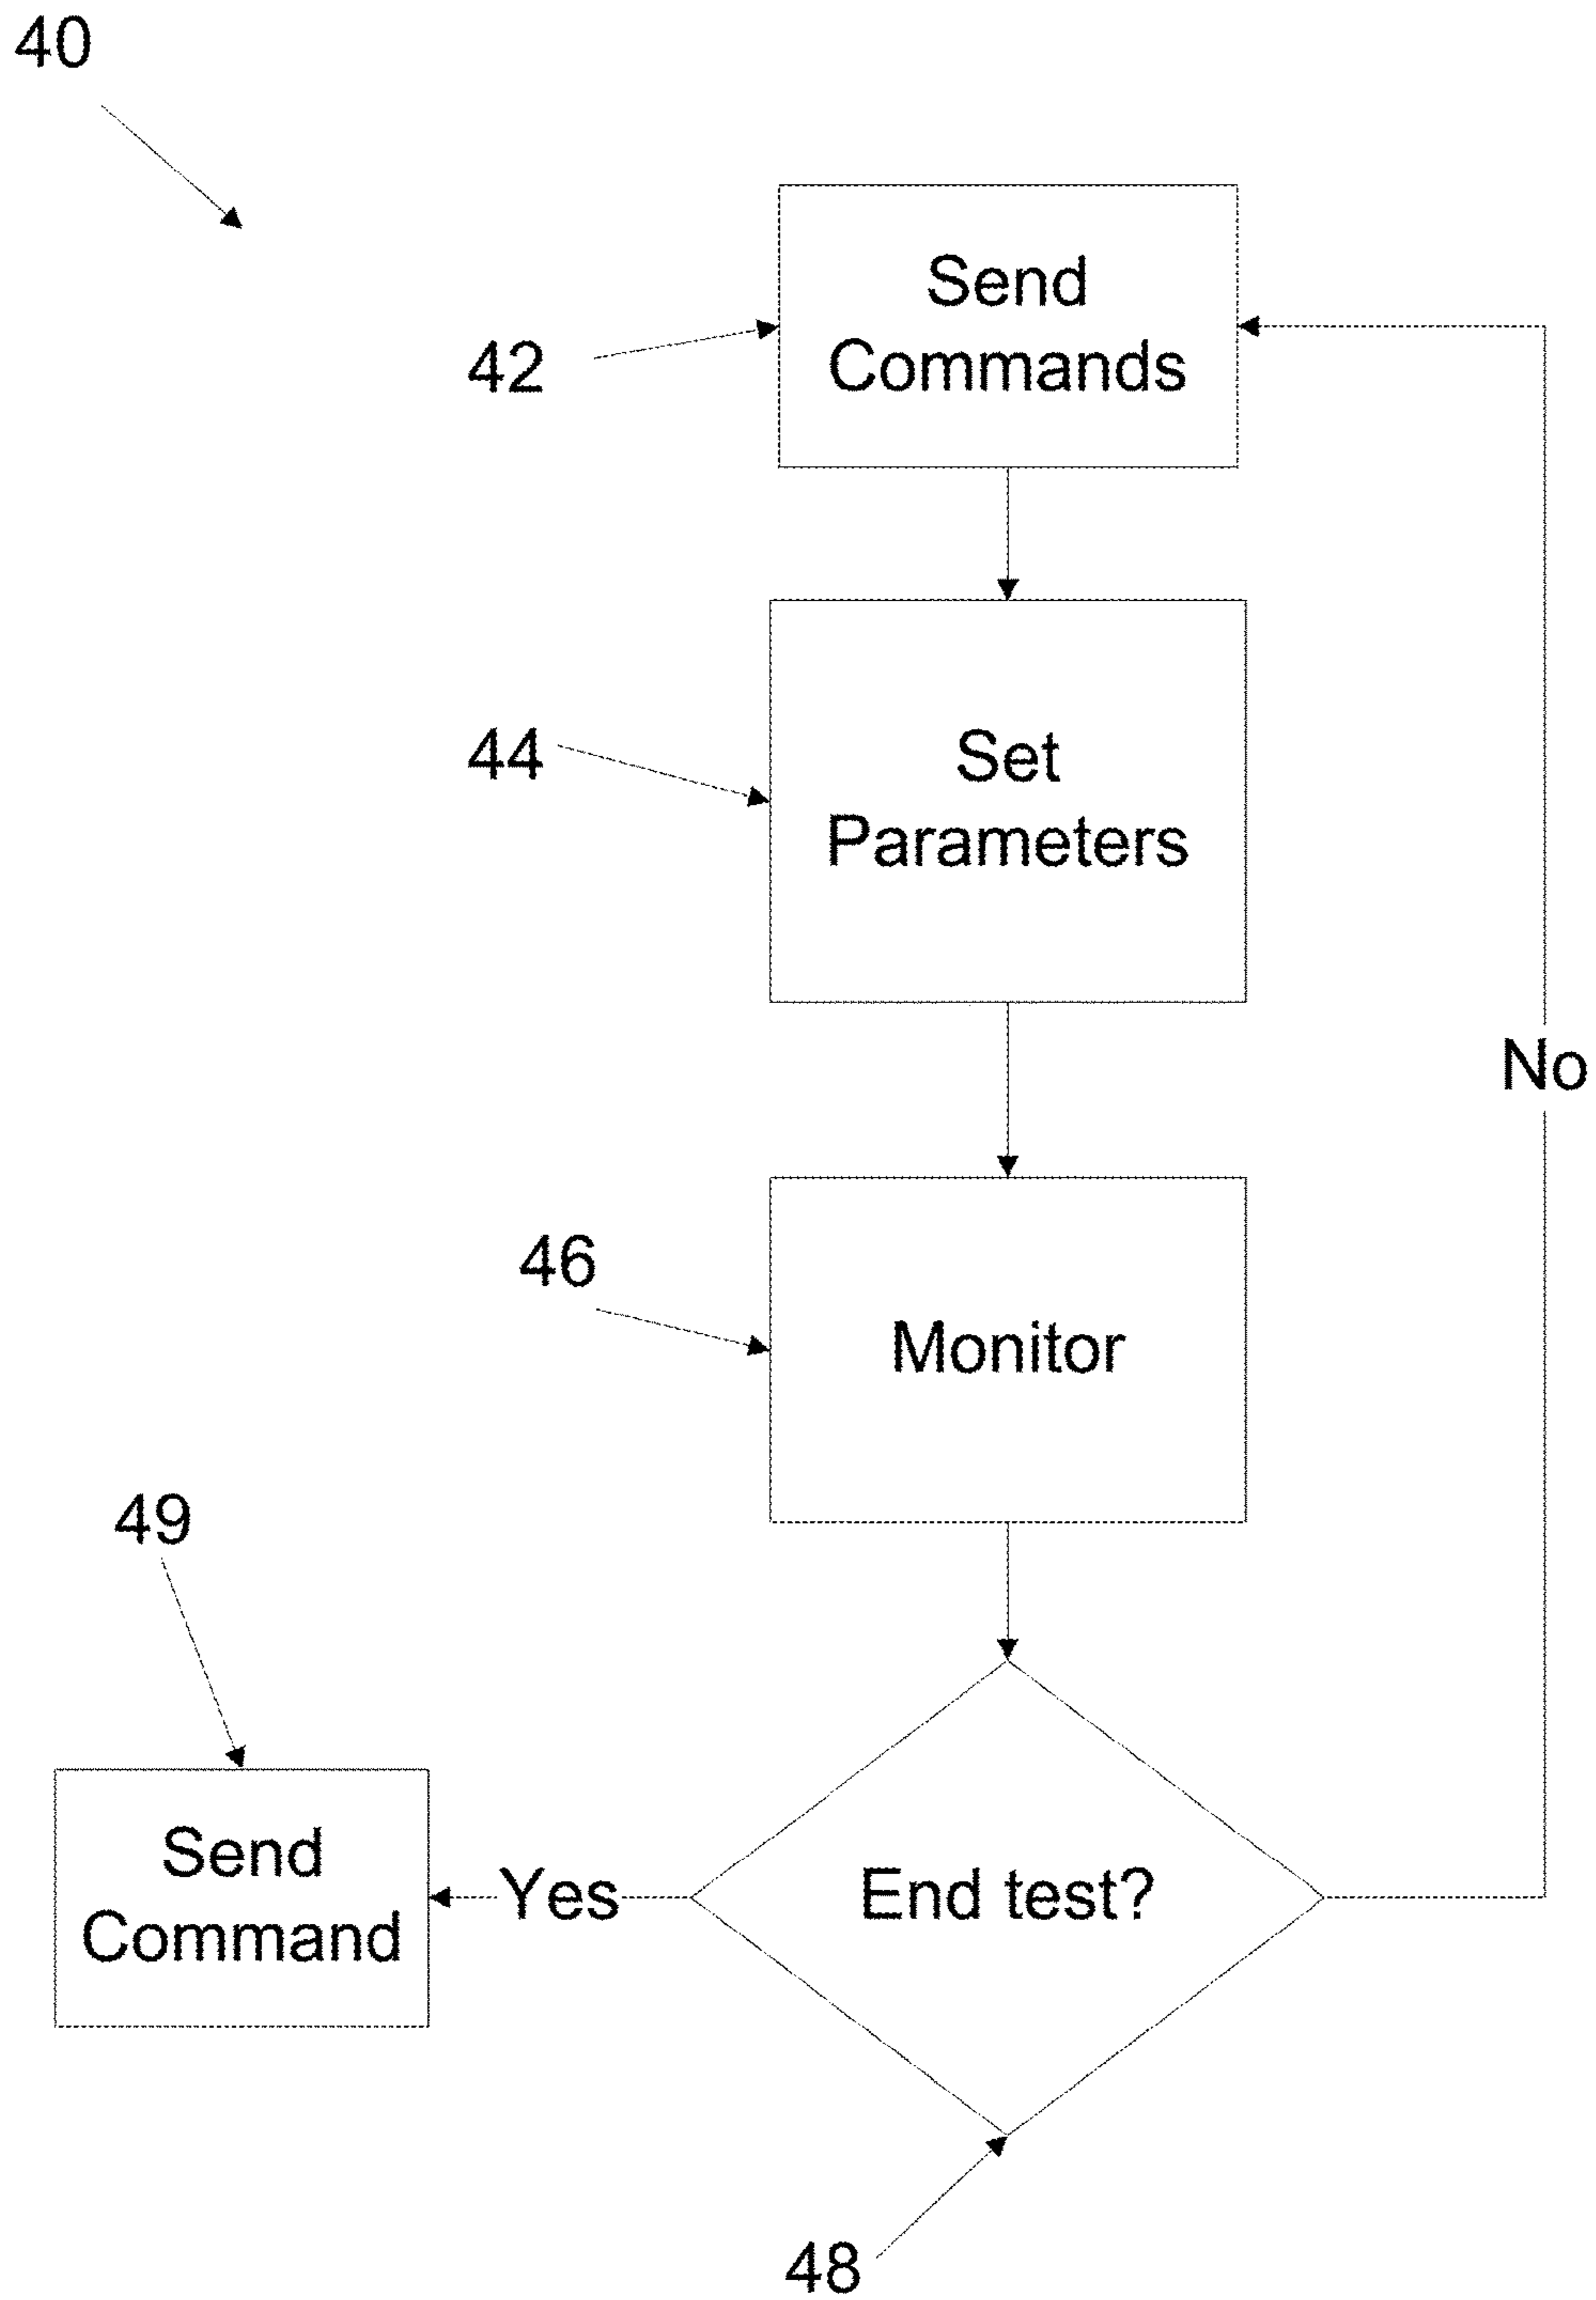 40
Send
Commands
42
Set
Parameters
44
No
46
Monitor
49
Send
Command
Yes
End test?
48